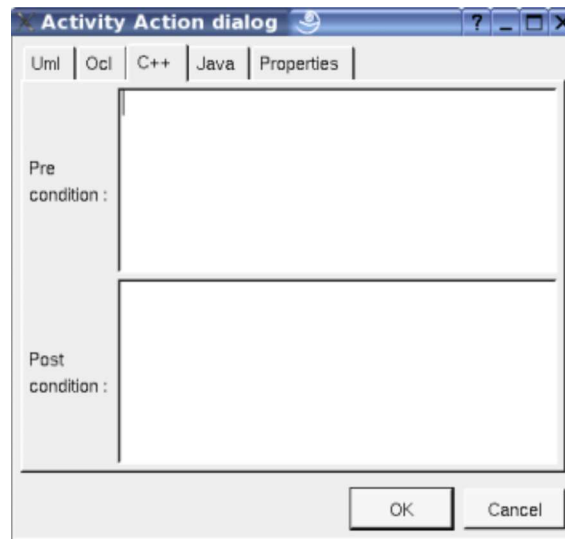 Activity Action dialog
Uml Ocl C++ Java Properties
Pre
condition :
Post
condition :
OK Cancel